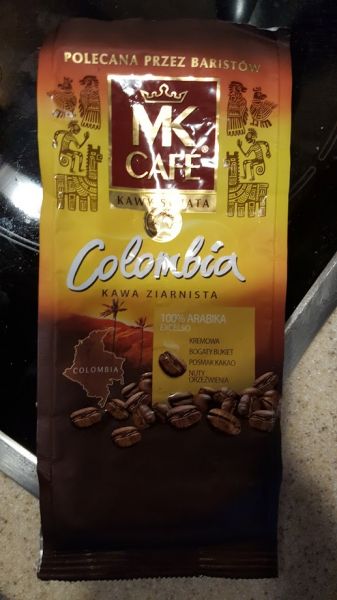 POLECANA PRZEZ BARISTÓW
MK
CAFÉ®
KAWY ŚWIATA
Colombia
KAWA ZIARNISTA
100% ARABIKA
EXCELSO
KREMOWA
BOGATY BUKIET
POSMAK KAKAO
NUTY
ORZEŹWIENIA
COLOMBIA